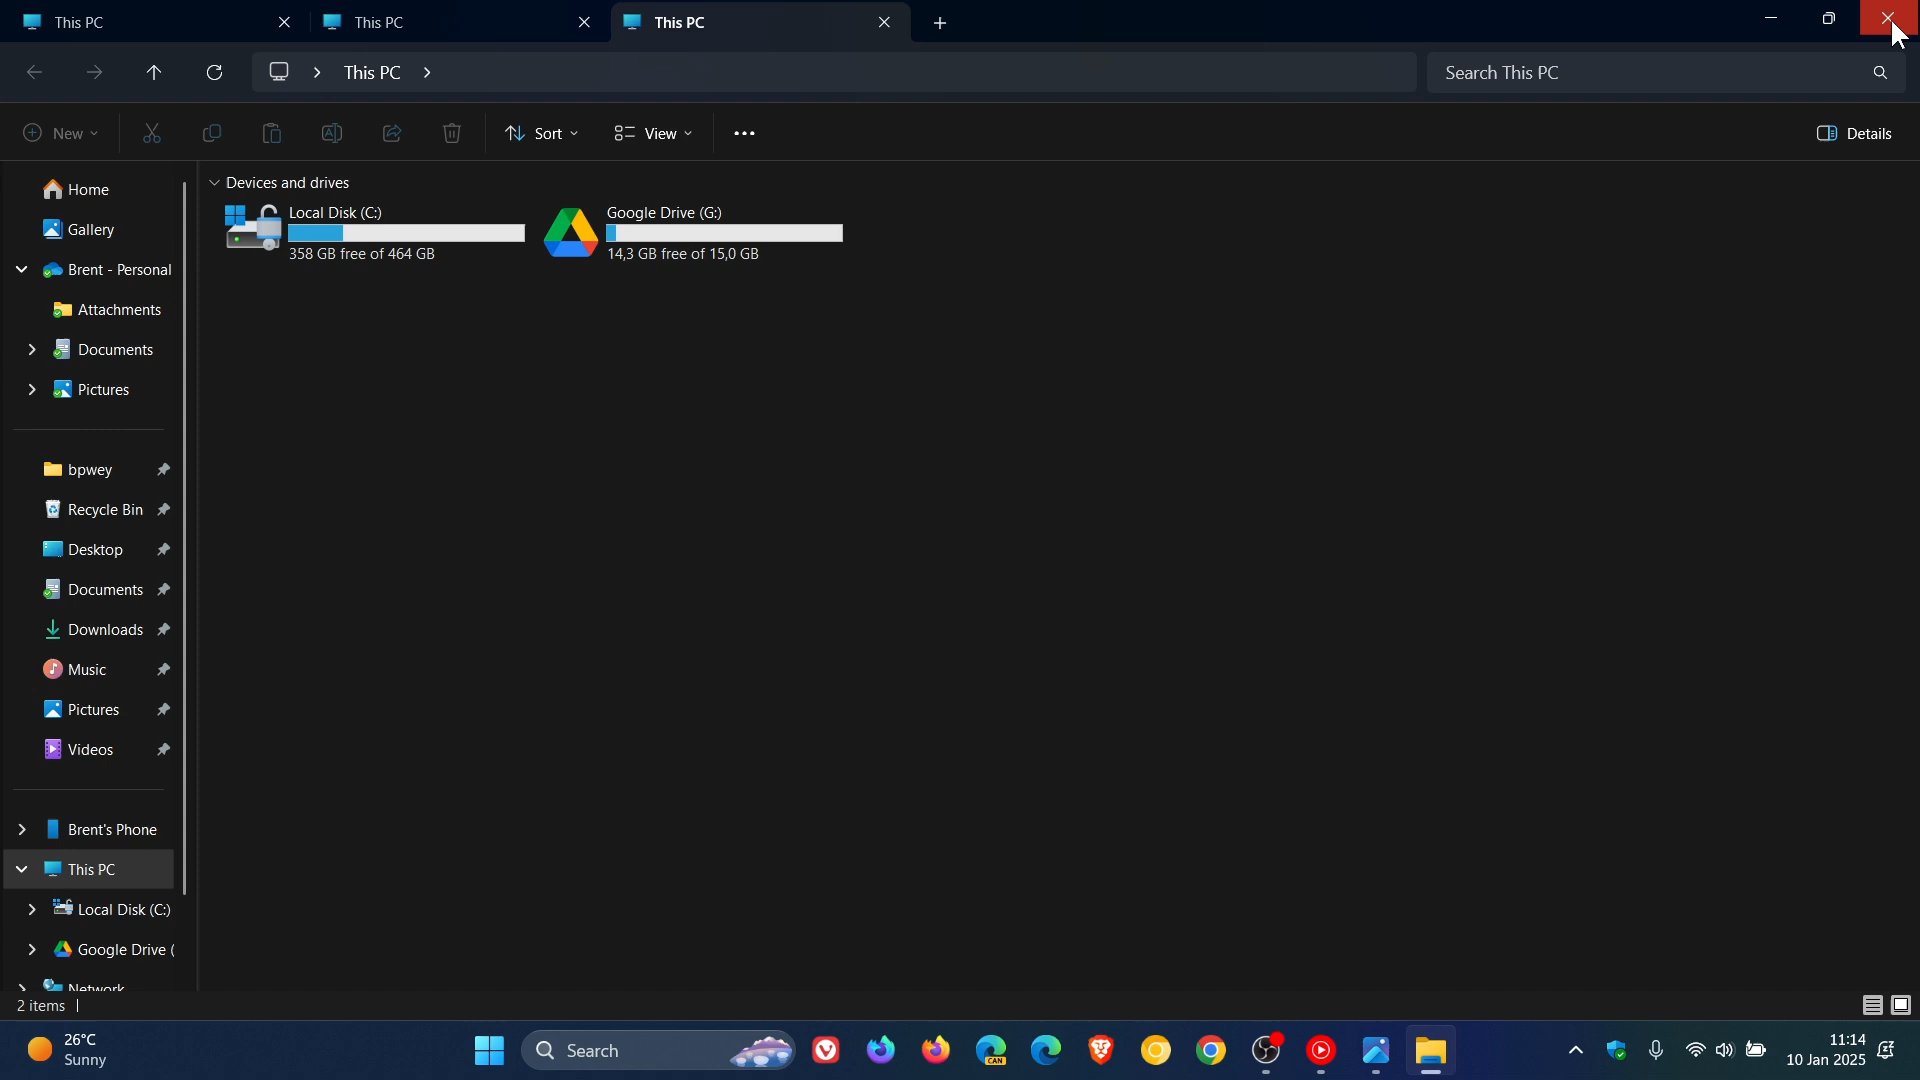 This PC
This PC
This PC
This PC
Search This PC
New
Sort
View
Details
Home
Gallery
Brent - Personal
Attachments
Documents
Pictures
bpwey
Recycle Bin
Desktop
Documents
Downloads
Music
Pictures
Videos
Brent's Phone
This PC
Local Disk (C:)
Google Drive (
Network
Devices and drives
Local Disk (C:)
358 GB free of 464 GB
Google Drive (G:)
14,3 GB free of 15,0 GB
2 items
26°C
Sunny
Search
CAN
11:14
10 Jan 2025